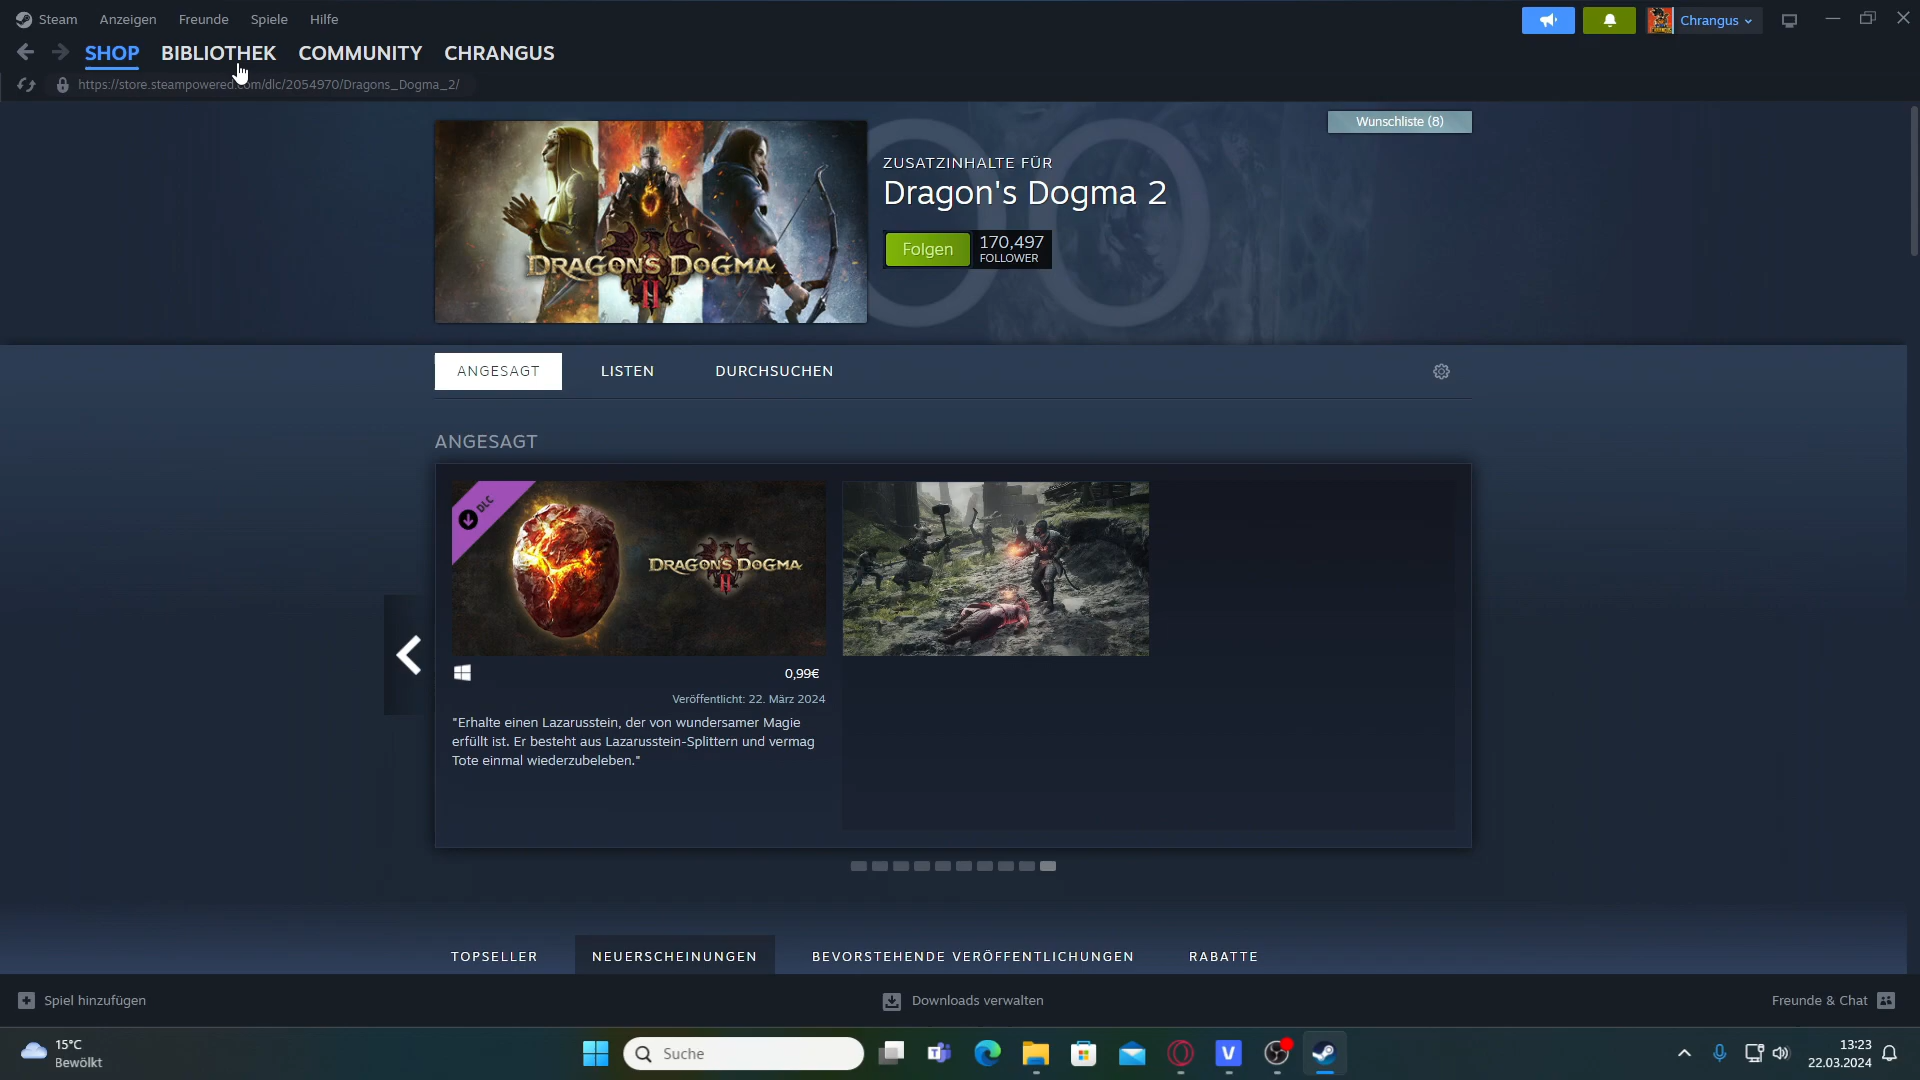 Steam Anzeigen Freunde Spiele Hilfe
Chrangus
SHOP BIBLIOTHEK COMMUNITY CHRANGUS
https://store.steampowered.com/dlc/2054970/Dragons_Dogma_2/
Wunschliste (8)
ZUSATZINHALTE FÜR
Dragon's Dogma 2
Folgen
170,497
FOLLOWER
DRAGON'S DOGMA
II
ANGESAGT LISTEN DURCHSUCHEN
ANGESAGT
DLC
DRAGON'S DOGMA
II
0,99€
Veröffentlicht: 22. März 2024
"Erhalte einen Lazarusstein, der von wundersamer Magie
erfüllt ist. Er besteht aus Lazarusstein-Splittern und vermag
Tote einmal wiederzubeleben."
TOPSELLER NEUERSCHEINUNGEN BEVORSTEHENDE VERÖFFENTLICHUNGEN RABATTE
Spiel hinzufügen Downloads verwalten Freunde & Chat
15°C
Bewölkt
Suche
13:23
22.03.2024